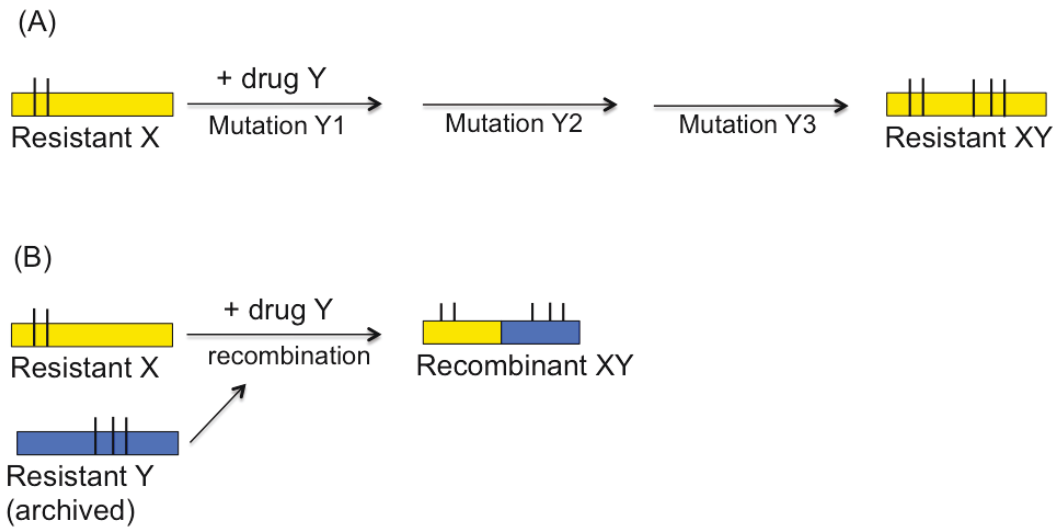 (A)
+ drug Y
Mutation Y1
Mutation Y2
Mutation Y3
Resistant X
Resistant XY
(B)
+ drug Y
recombination
Resistant X
Recombinant XY
Resistant Y
(archived)